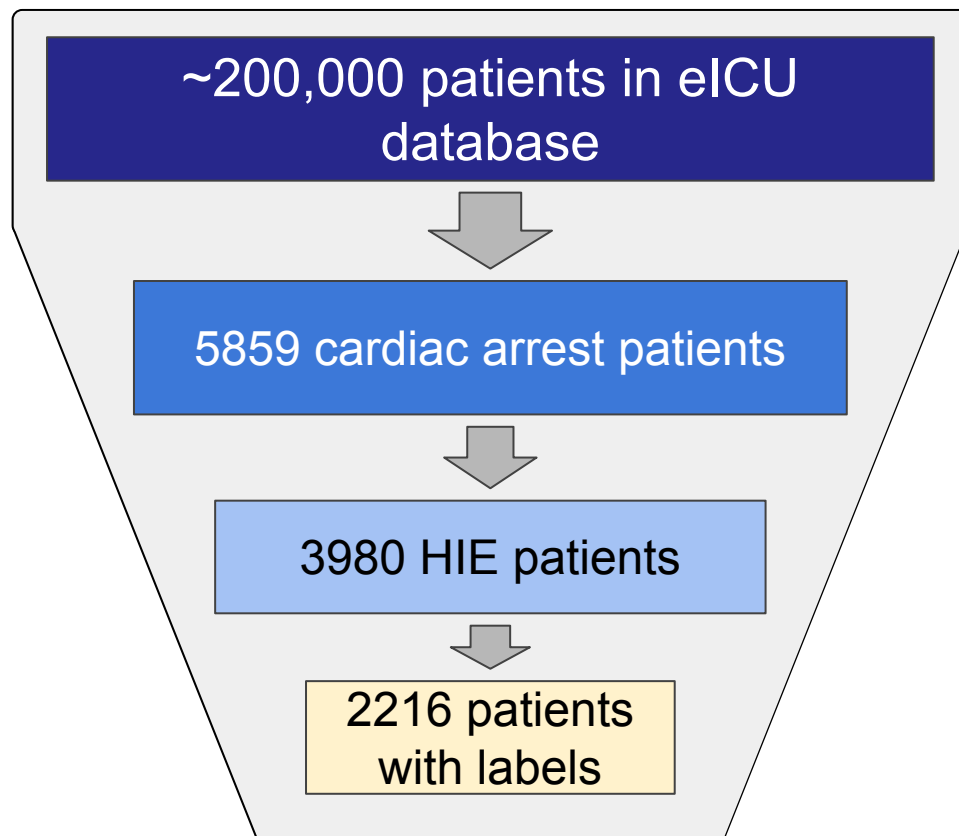 ~200,000 patients in eICU
database
5859 cardiac arrest patients
3980 HIE patients
2216 patients
with labels